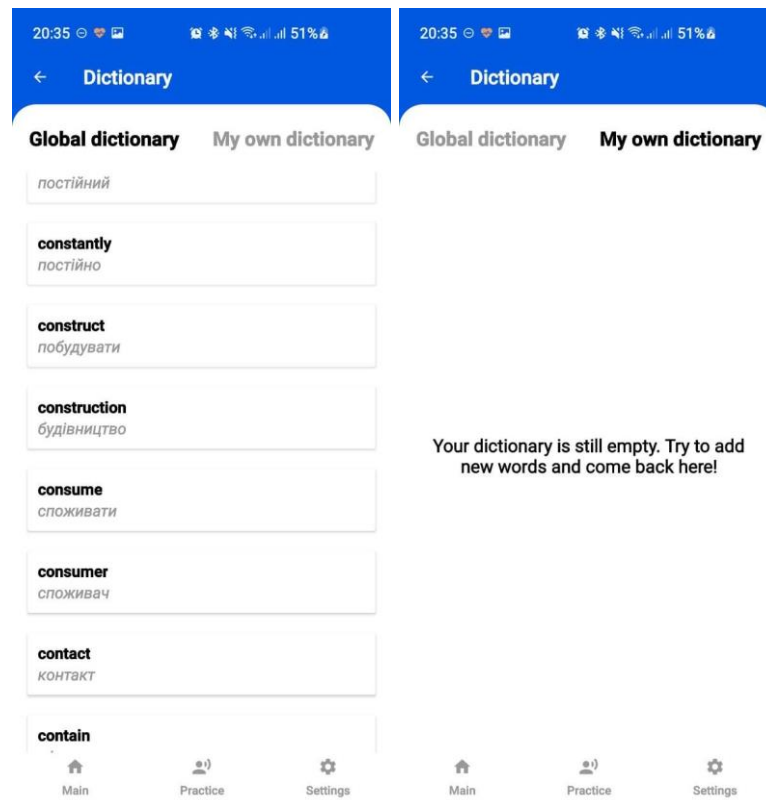 20:35 51%
Dictionary
Global dictionary My own dictionary
постійний
constantly
постійно
construct
побудувати
construction
будівництво
consume
споживати
consumer
споживач
contact
контакт
contain
Main Practice Settings
20:35 51%
Dictionary
Global dictionary My own dictionary
Your dictionary is still empty. Try to add
new words and come back here!
Main Practice Settings